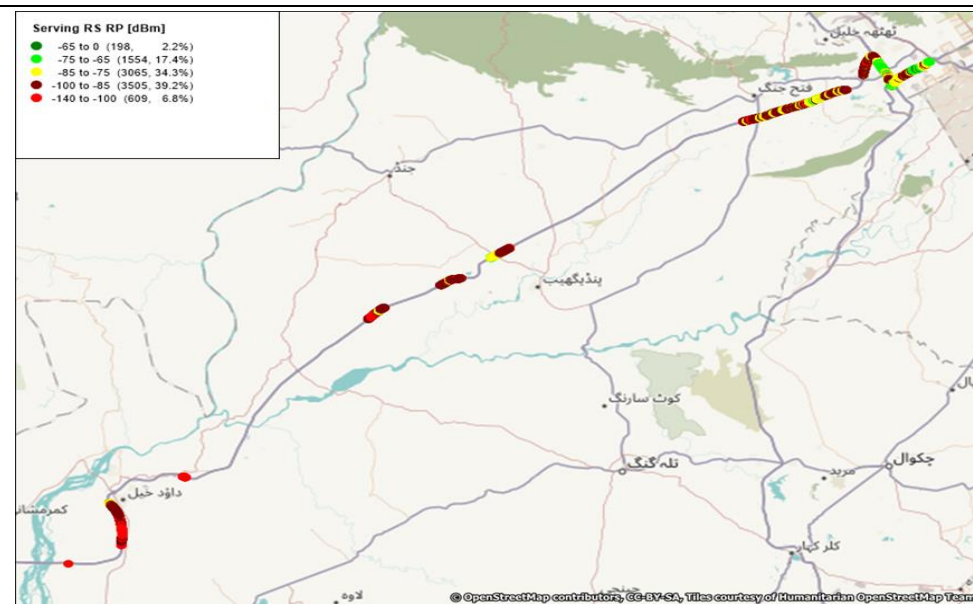 Serving RS RP [dBm]
-65 to 0 (198, 2.2%)
-75 to -65 (1554, 17.4%)
-85 to -75 (3065, 34.3%)
-100 to -85 (3505, 39.2%)
-140 to -100 (609, 6.8%)
ٹھٹھہ خلیل
فتح جنگ
جنڈ
پنڈیگھیب
کوٹ سارنگ
تلہ گنگ
چکوال
مرید
داؤد خیل
کلر کہار
لاوہ
© OpenStreetMap contributors, CC-BY-SA, Tiles courtesy of Humanitarian OpenStreetMap Team